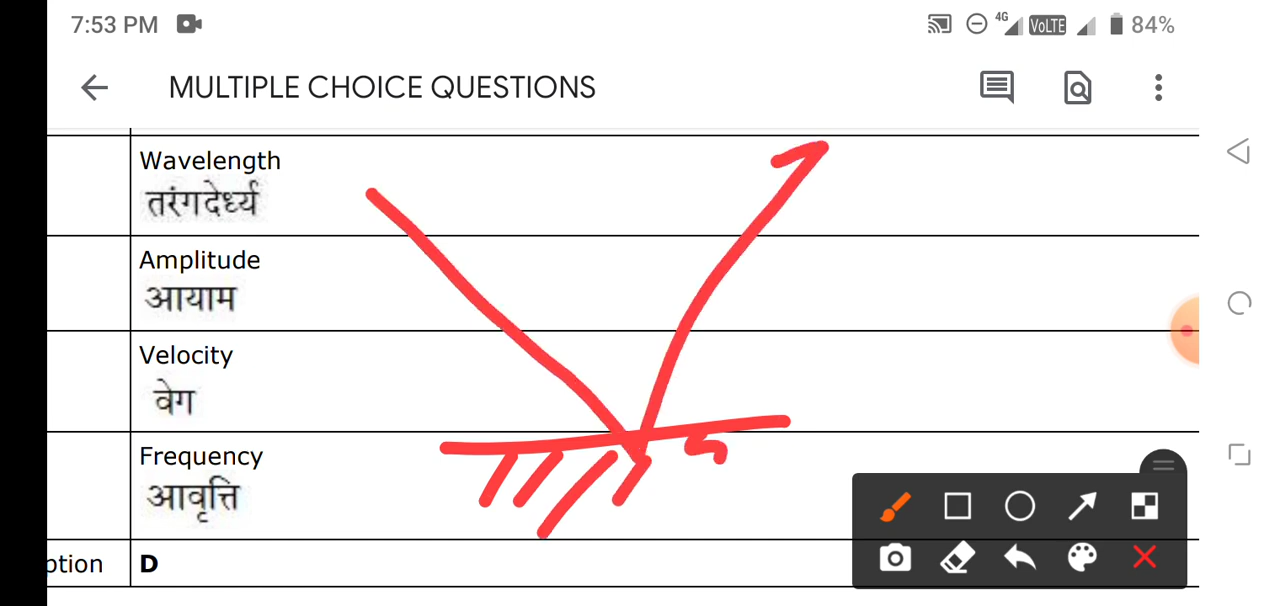 7:53 PM 4G VoLTE 84%
MULTIPLE CHOICE QUESTIONS
Wavelength
तरंगदेर्ध्य
Amplitude
आयाम
Velocity
वेग
Frequency
आवृत्ति
ption D